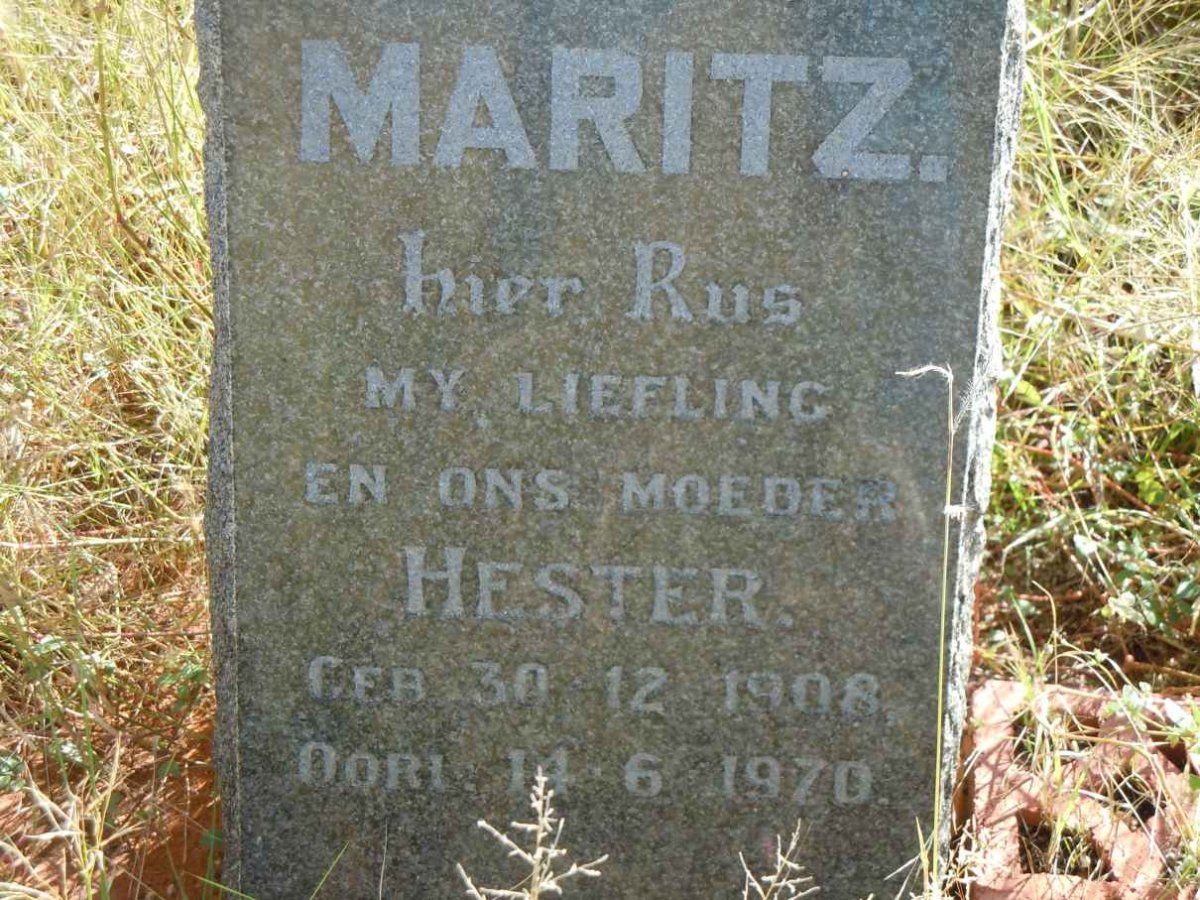 MARITZ.
hier Rus
MY LIEFLING
EN ONS MOEDER
HESTER.
GEB 30 12 1908.
OORL. 14 6 1970.